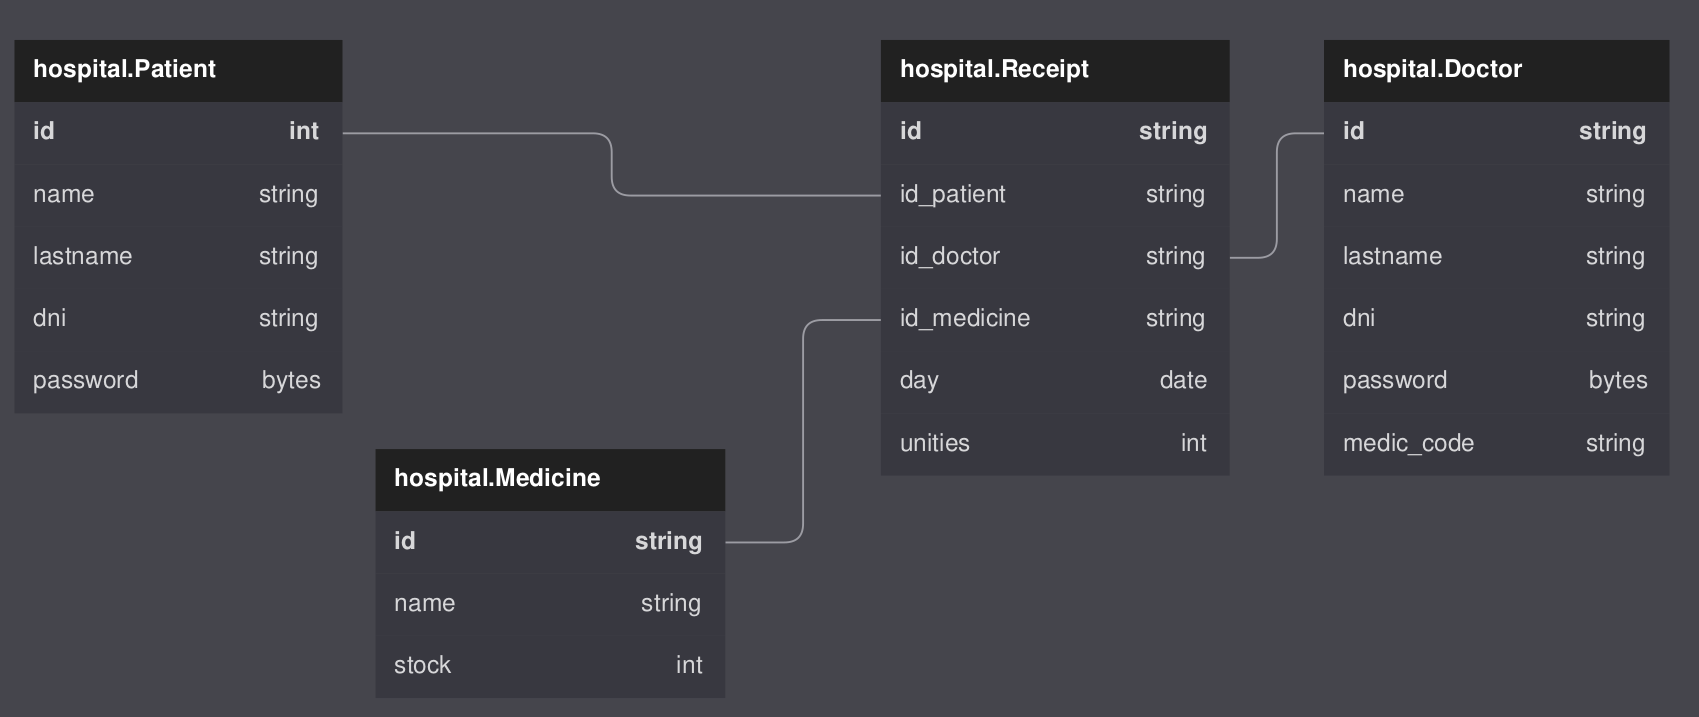 hospital.Patient
id int
name string
lastname string
dni string
password bytes
hospital.Medicine
id string
name string
stock int
hospital.Receipt
id string
id_patient string
id_doctor string
id_medicine string
day date
unities int
hospital.Doctor
id string
name string
lastname string
dni string
password bytes
medic_code string